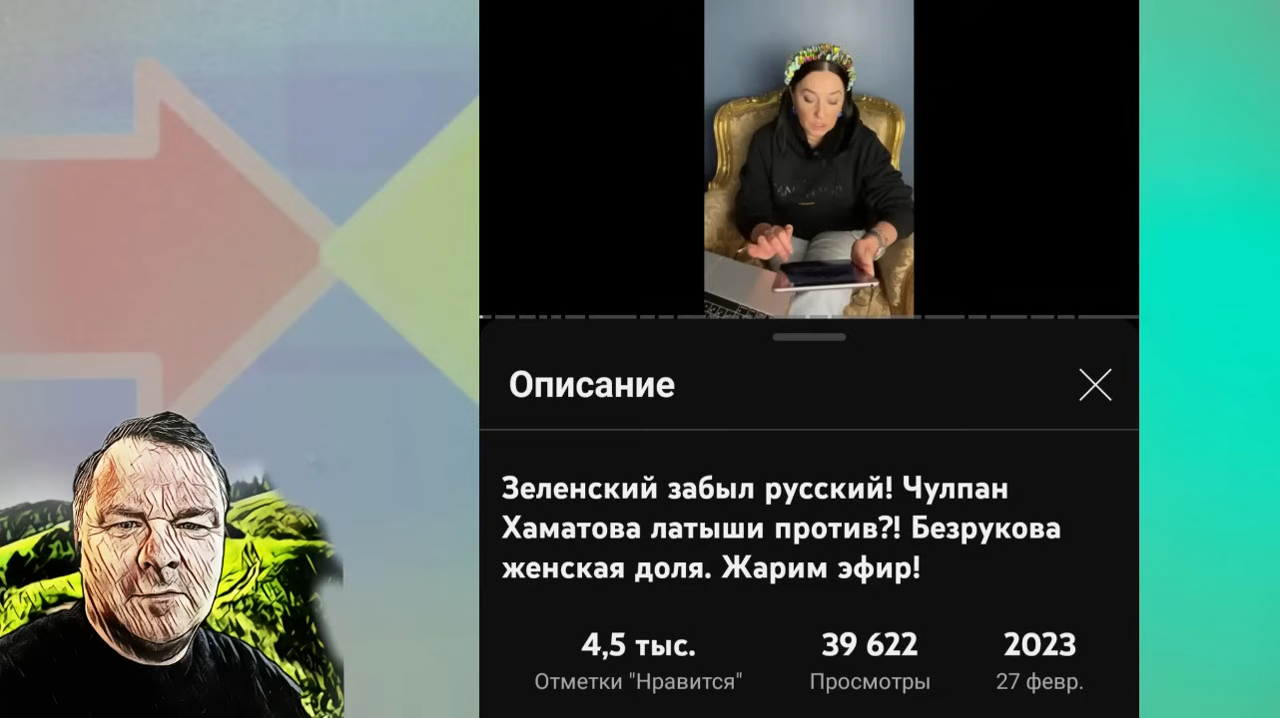 Описание
Зеленский забыл русский! Чулпан
Хаматова латыши против?! Безрукова
женская доля. Жарим эфир!
4,5 тыс. 39 622 2023
Отметки "Нравится" Просмотры 27 февр.